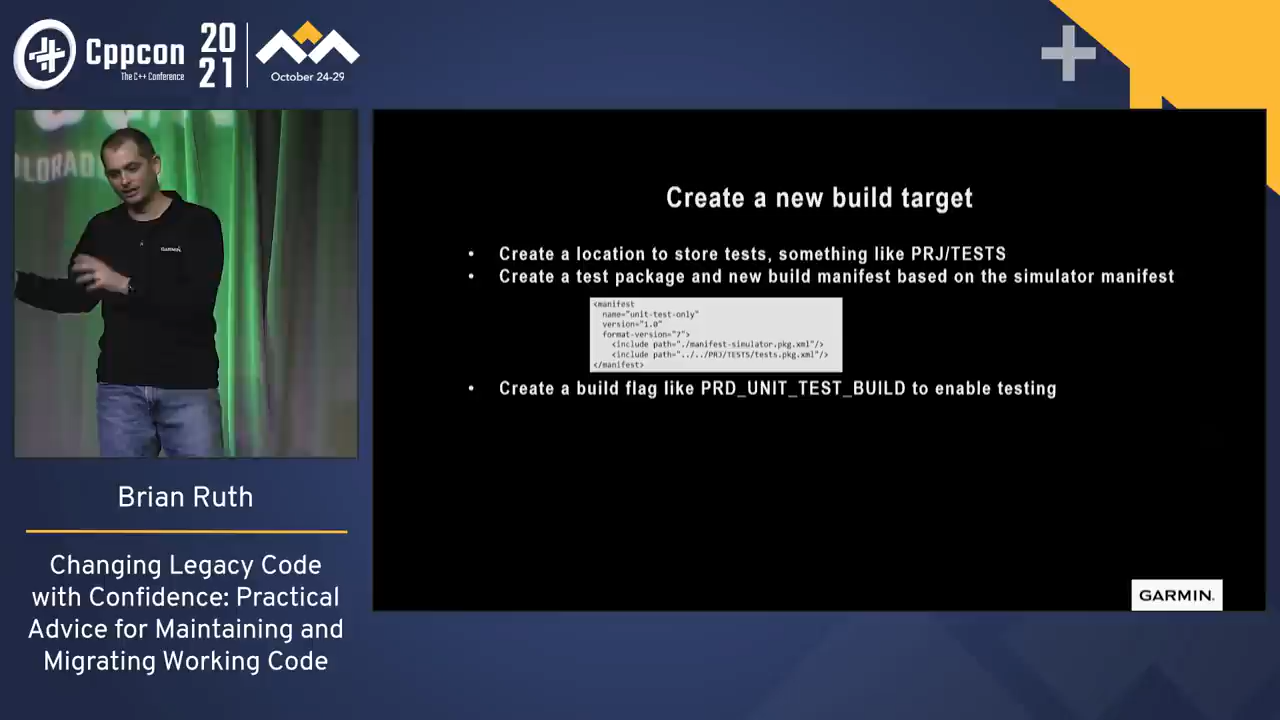 Cppcon
The C++ Conference
20
21
October 24-29
OLORAD
GARMIN
Brian Ruth
Changing Legacy Code
with Confidence: Practical
Advice for Maintaining and
Migrating Working Code
Create a new build target
• Create a location to store tests, something like PRJ/TESTS
• Create a test package and new build manifest based on the simulator manifest
<manifest
name="unit-test-only"
version="1.0"
format-version="7">
<include path="./manifest-simulator.pkg.xml"/>
<include path="../../PRJ/TESTS/tests.pkg.xml"/>
</manifest>
• Create a build flag like PRD_UNIT_TEST_BUILD to enable testing
GARMIN.